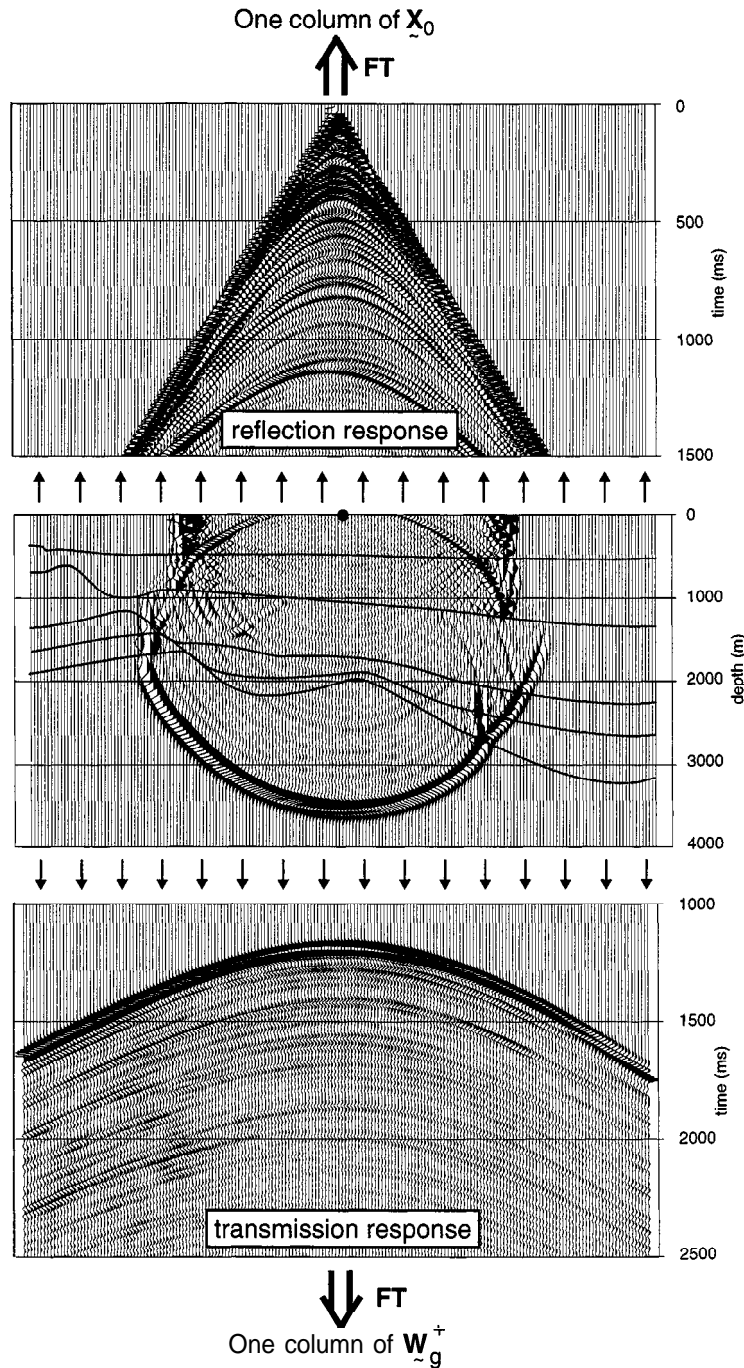 One column of X̰₀
FT
0
500
1000
1500
time (ms)
reflection response
0
1000
2000
3000
4000
depth (m)
1000
1500
2000
2500
time (ms)
transmission response
FT
One column of W̰g⁺